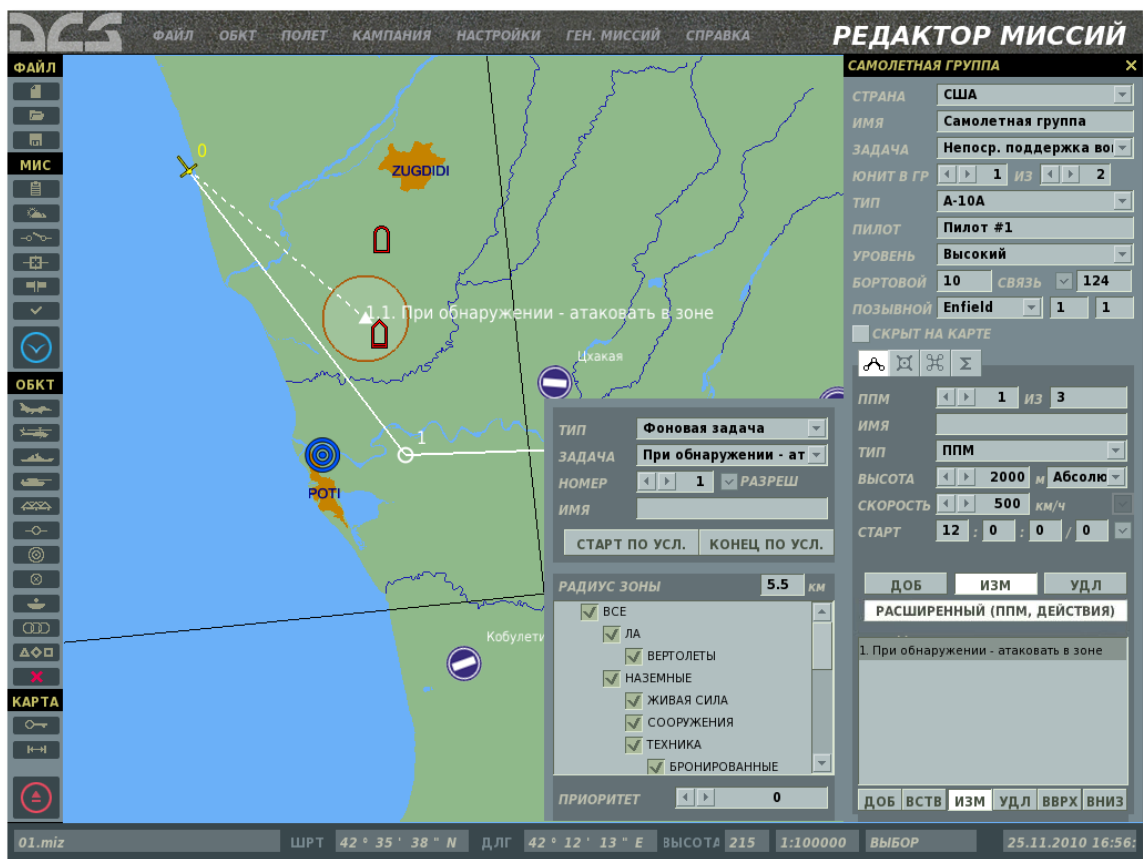 DCS
ФАЙЛ ОБКТ ПОЛЕТ КАМПАНИЯ НАСТРОЙКИ ГЕН. МИССИЙ СПРАВКА
РЕДАКТОР МИССИЙ
ФАЙЛ
МИС
ОБКТ
КАРТА
0
ZUGDIDI
1.1. При обнаружении - атаковать в зоне
Цхакая
1
POTI
Кобулети
ТИП Фоновая задача
ЗАДАЧА При обнаружении - ат
НОМЕР 1 РАЗРЕШ
ИМЯ
СТАРТ ПО УСЛ. КОНЕЦ ПО УСЛ.
РАДИУС ЗОНЫ 5.5 км
ВСЕ
ЛА
ВЕРТОЛЕТЫ
НАЗЕМНЫЕ
ЖИВАЯ СИЛА
СООРУЖЕНИЯ
ТЕХНИКА
БРОНИРОВАННЫЕ
ПРИОРИТЕТ 0
САМОЛЕТНАЯ ГРУППА
СТРАНА США
ИМЯ Самолетная группа
ЗАДАЧА Непоср. поддержка во
ЮНИТ В ГР 1 ИЗ 2
ТИП A-10A
ПИЛОТ Пилот #1
УРОВЕНЬ Высокий
БОРТОВОЙ 10 СВЯЗЬ 124
ПОЗЫВНОЙ Enfield 1 1
СКРЫТ НА КАРТЕ
Σ
ППМ 1 ИЗ 3
ИМЯ
ТИП ППМ
ВЫСОТА 2000 м Абсолю
СКОРОСТЬ 500 км/ч
СТАРТ 12 : 0 : 0 / 0
ДОБ ИЗМ УДЛ
РАСШИРЕННЫЙ (ППМ, ДЕЙСТВИЯ)
1. При обнаружении - атаковать в зоне
ДОБ ВСТВ ИЗМ УДЛ ВВРХ ВНИЗ
01.miz ШРТ 42 ° 35 ' 38 " N ДЛГ 42 ° 12 ' 13 " E ВЫСОТА 215 1:100000 ВЫБОР 25.11.2010 16:56: